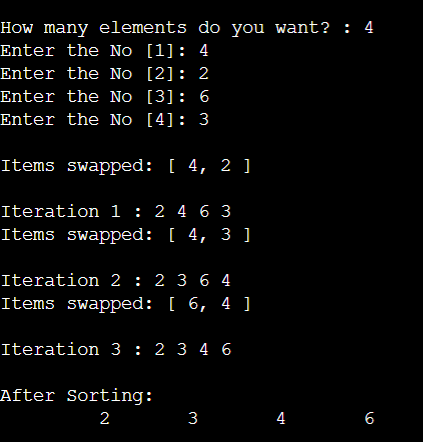 How many elements do you want? : 4
Enter the No [1]: 4
Enter the No [2]: 2
Enter the No [3]: 6
Enter the No [4]: 3
Items swapped: [ 4, 2 ]
Iteration 1 : 2 4 6 3
Items swapped: [ 4, 3 ]
Iteration 2 : 2 3 6 4
Items swapped: [ 6, 4 ]
Iteration 3 : 2 3 4 6
After Sorting:
2 3 4 6